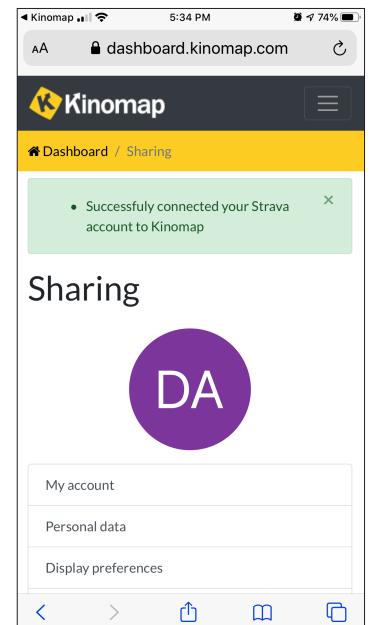 Kinomap 5:34 PM 74%
AA dashboard.kinomap.com
Kinomap
Dashboard / Sharing
Successfuly connected your Strava
account to Kinomap
×
Sharing
DA
My account
Personal data
Display preferences